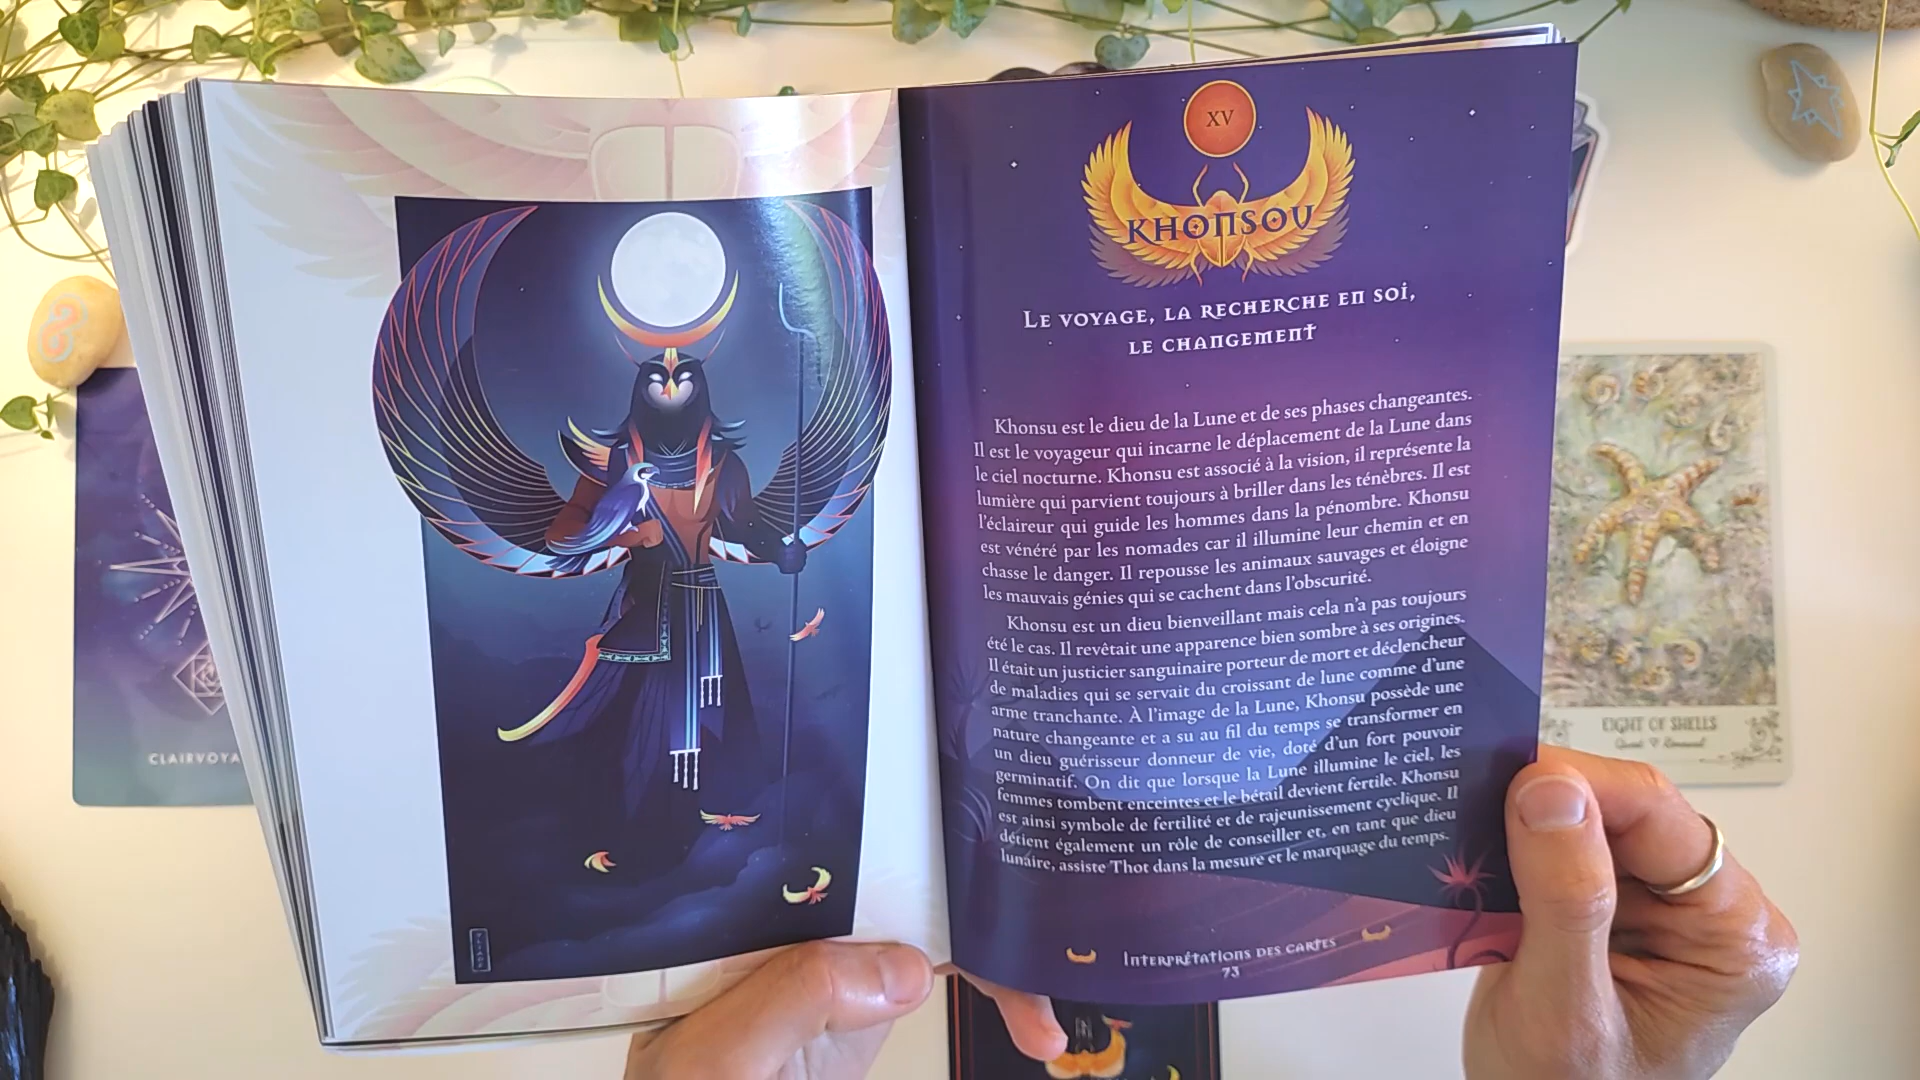 XV
KHONSOU
Le voyage, la recherche en soi,
le changement
Khonsu est le dieu de la Lune et de ses phases changeantes.
Il est le voyageur qui incarne le déplacement de la Lune dans
le ciel nocturne. Khonsu est associé à la vision, il représente la
lumière qui parvient toujours à briller dans les ténèbres. Il est
l'éclaireur qui guide les hommes dans la pénombre. Khonsu
est vénéré par les nomades car il illumine leur chemin et en
chasse le danger. Il repousse les animaux sauvages et éloigne
les mauvais génies qui se cachent dans l'obscurité.
Khonsu est un dieu bienveillant mais cela n'a pas toujours
été le cas. Il revêtait une apparence bien sombre à ses origines.
Il était un justicier sanguinaire porteur de mort et déclencheur
de maladies qui se servait du croissant de lune comme d'une
arme tranchante. À l'image de la Lune, Khonsu possède une
nature changeante et a su au fil du temps se transformer en
un dieu guérisseur donneur de vie, doté d'un fort pouvoir
germinatif. On dit que lorsque la Lune illumine le ciel, les
femmes tombent enceintes et le bétail devient fertile. Khonsu
est ainsi symbole de fertilité et de rajeunissement cyclique. Il
détient également un rôle de conseiller et, en tant que dieu
lunaire, assiste Thot dans la mesure et le marquage du temps.
Interprétations des cartes
73
CLAIRVOYA
EIGHT OF SHELLS